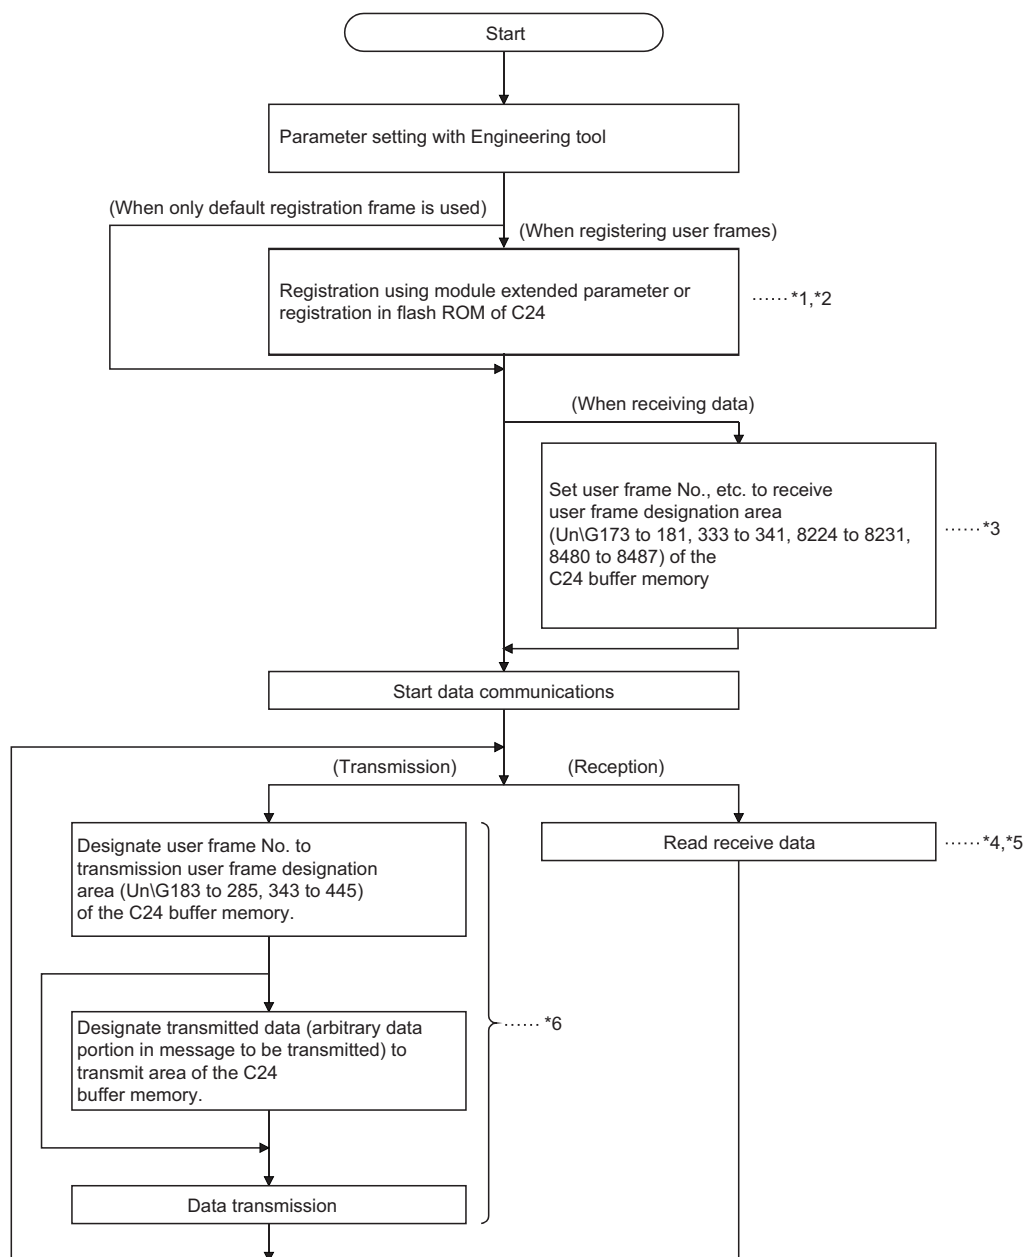 Start
Parameter setting with Engineering tool
(When only default registration frame is used)
(When registering user frames)
Registration using module extended parameter or
registration in flash ROM of C24
······ *1,*2
(When receiving data)
Set user frame No., etc. to receive
user frame designation area
(Un\G173 to 181, 333 to 341, 8224 to 8231,
8480 to 8487) of the
C24 buffer memory
······ *3
Start data communications
(Transmission)
(Reception)
Designate user frame No. to
transmission user frame designation
area (Un\G183 to 285, 343 to 445)
of the C24 buffer memory.
Read receive data
······ *4,*5
Designate transmitted data (arbitrary data
portion in message to be transmitted) to
transmit area of the C24
buffer memory.
······ *6
Data transmission